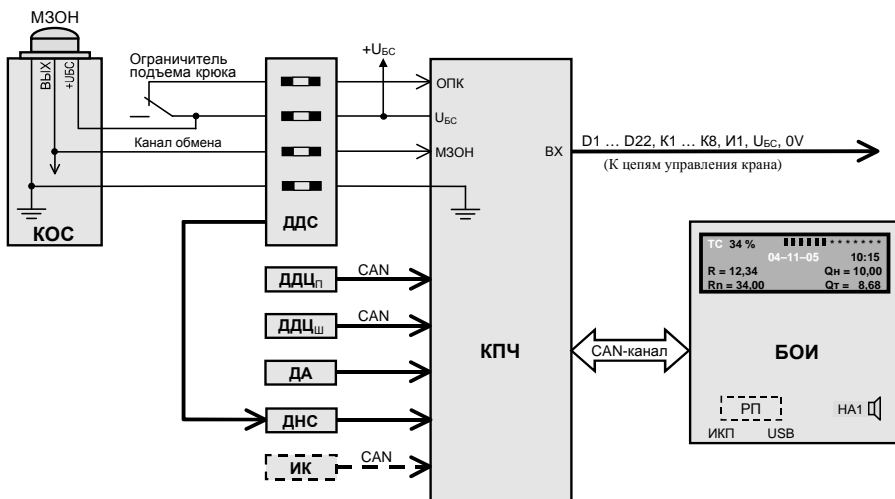 МЗОН
ВЫХ
+UБС
КОС
Ограничитель
подъема крюка
Канал обмена
ДДС
+UБС
ОПК
UБС
МЗОН
ВХ
КПЧ
D1 ... D22, К1 ... К8, И1, UБС, 0V
(К цепям управления крана)
ДДЦП
CAN
ДДЦШ
CAN
ДА
ДНС
ИК
CAN
CAN-канал
ТС 34 % *******
04–11–05 10:15
R = 12,34 Qн = 10,00
Rп = 34,00 Qт = 8,68
БОИ
РП
НА1
ИКП USB